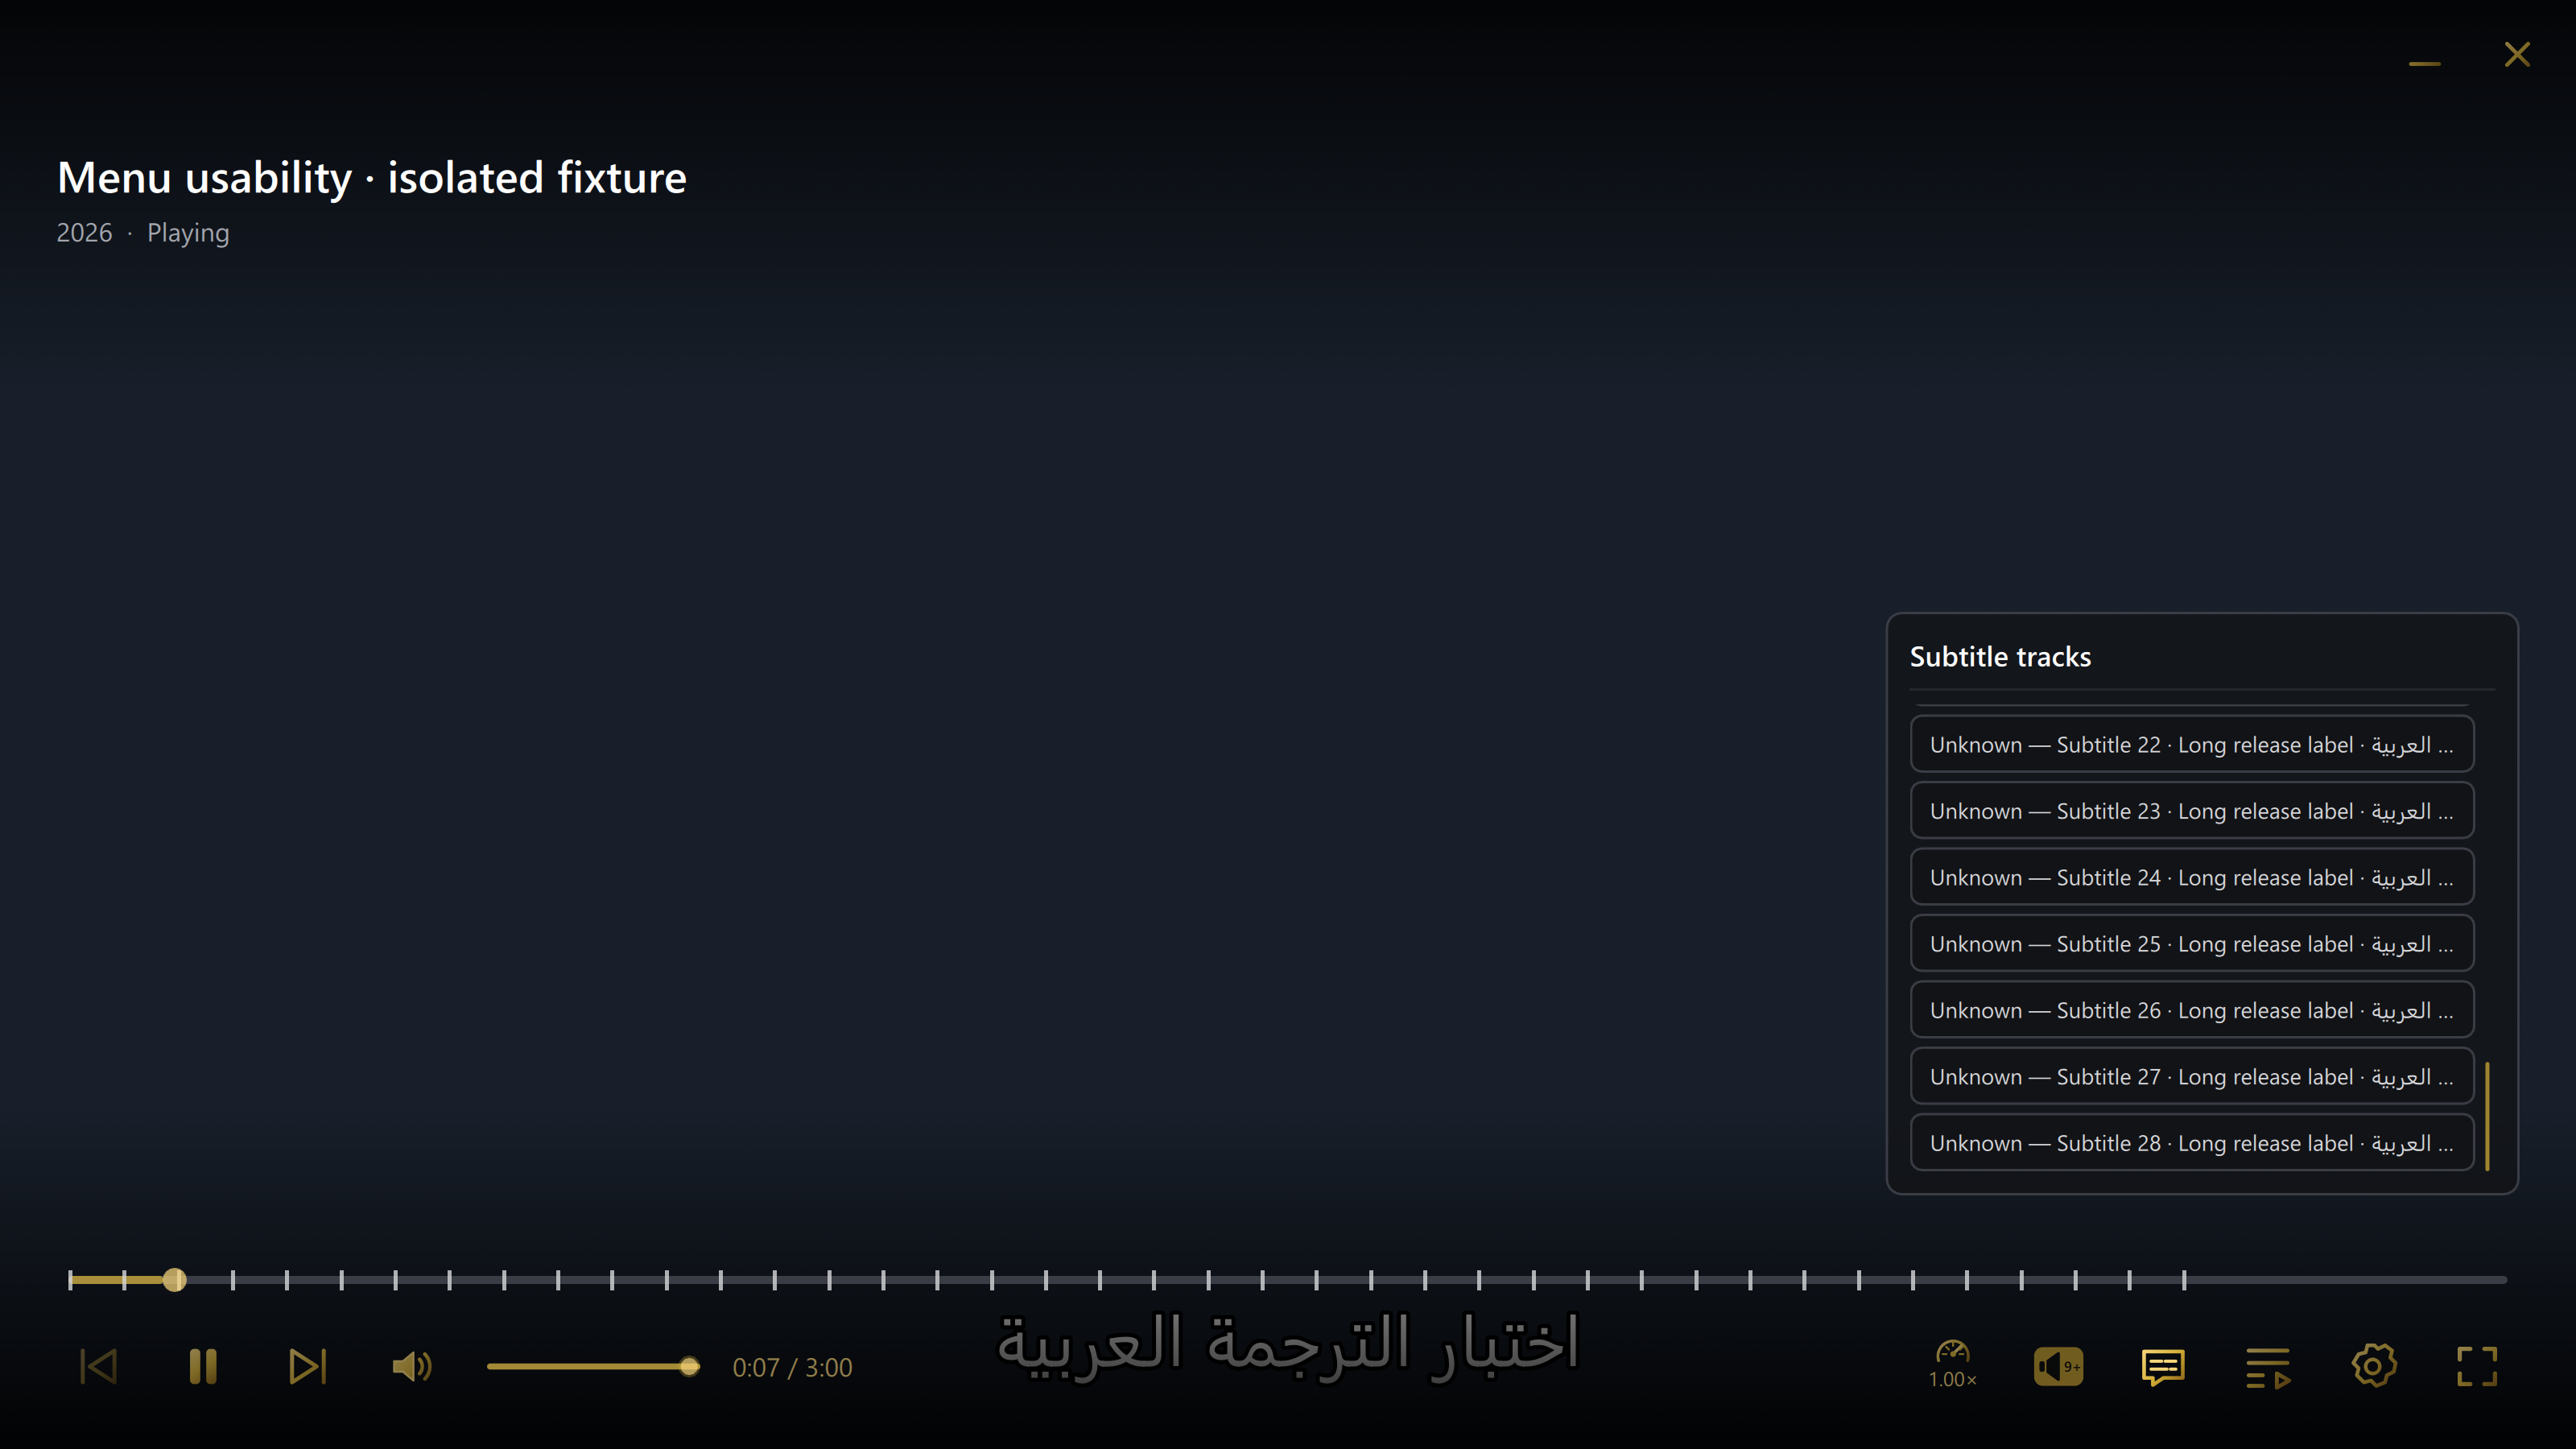 Menu usability · isolated fixture
2026 · Playing
Subtitle tracks
Unknown — Subtitle 22 · Long release label · العربية ...
Unknown — Subtitle 23 · Long release label · العربية ...
Unknown — Subtitle 24 · Long release label · العربية ...
Unknown — Subtitle 25 · Long release label · العربية ...
Unknown — Subtitle 26 · Long release label · العربية ...
Unknown — Subtitle 27 · Long release label · العربية ...
Unknown — Subtitle 28 · Long release label · العربية ...
اختبار الترجمة العربية
0:07 / 3:00
1.00×
9+